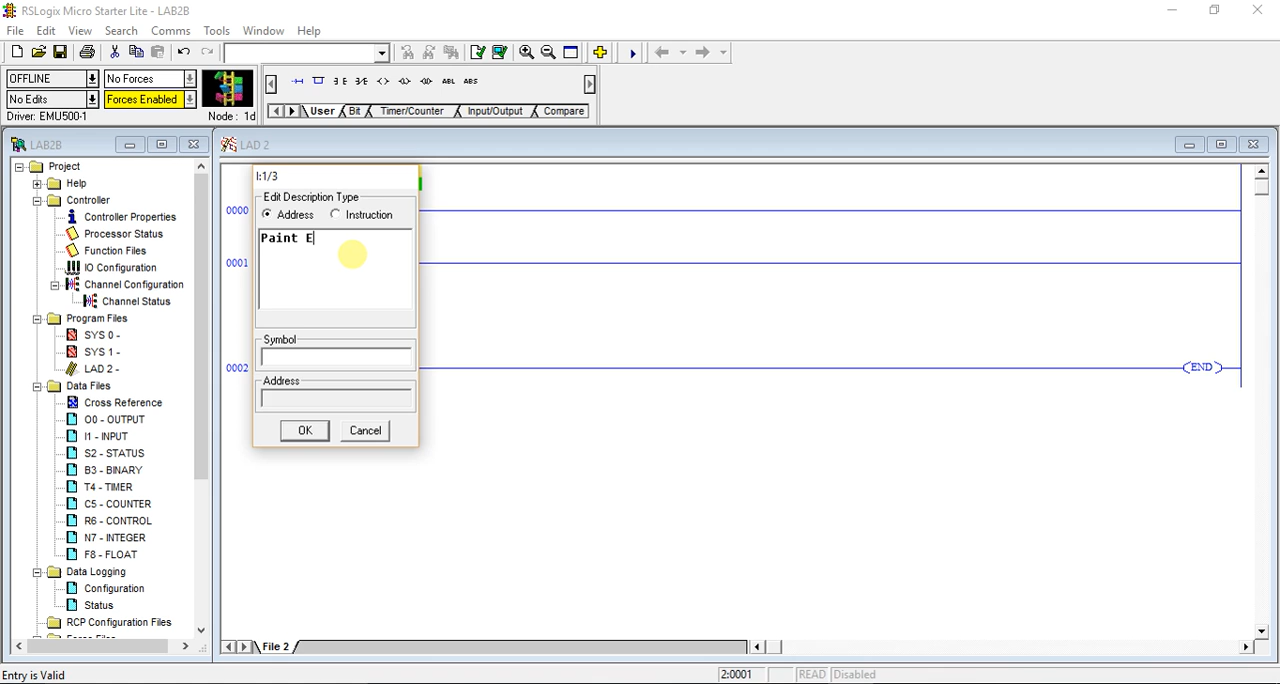 RSLogix Micro Starter Lite - LAB2B
File Edit View Search Comms Tools Window Help
OFFLINE No Forces
No Edits Forces Enabled
Driver: EMU500-1 Node : 1d
ABL ABS
User Bit Timer/Counter Input/Output Compare
LAB2B
Project
Help
Controller
Controller Properties
Processor Status
Function Files
IO Configuration
Channel Configuration
Channel Status
Program Files
SYS 0 -
SYS 1 -
LAD 2 -
Data Files
Cross Reference
O0 - OUTPUT
I1 - INPUT
S2 - STATUS
B3 - BINARY
T4 - TIMER
C5 - COUNTER
R6 - CONTROL
N7 - INTEGER
F8 - FLOAT
Data Logging
Configuration
Status
RCP Configuration Files
LAD 2
0000
0001
0002
END
I:1/3
Edit Description Type
Address Instruction
Paint E
Symbol
Address
OK Cancel
File 2
Entry is Valid 2:0001 READ Disabled